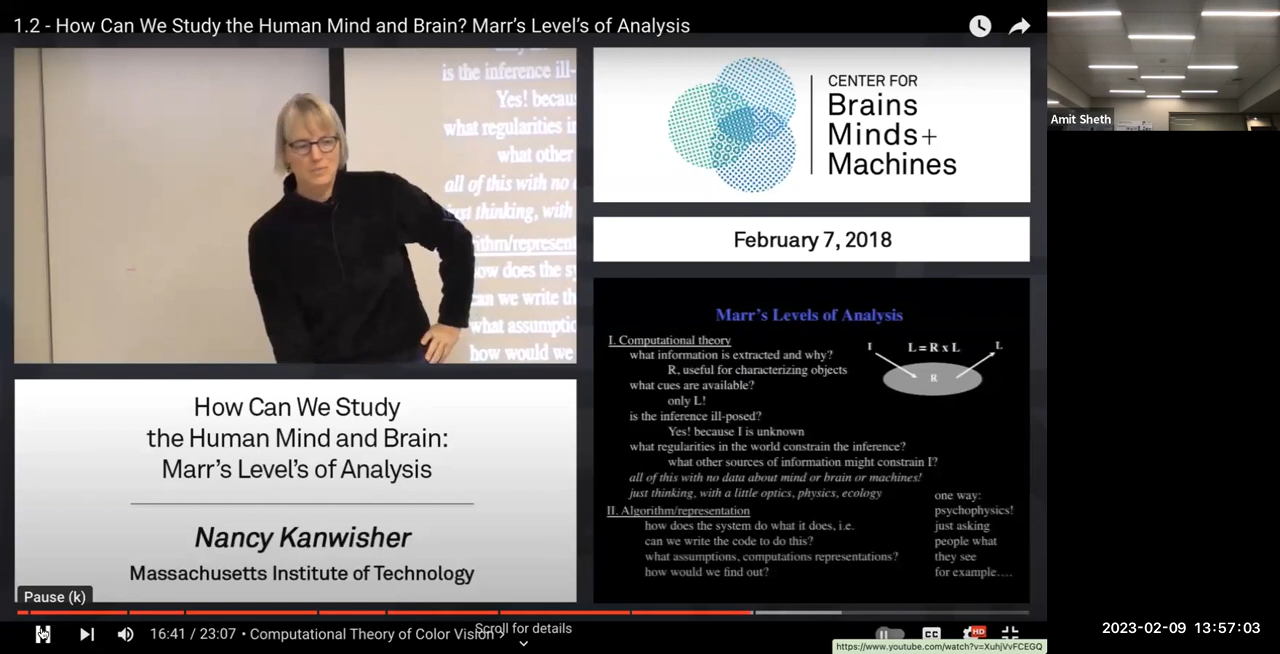 1.2 - How Can We Study the Human Mind and Brain? Marr's Level's of Analysis
is the inference ill-
Yes! becau
what regularities in
what other
all of this with no
just thinking, with
ithm/represent
ow does the sy
can we write th
what assumptio
how would we
CENTER FOR
Brains
Minds+
Machines
February 7, 2018
Marr's Levels of Analysis
I. Computational theory
what information is extracted and why?
R, useful for characterizing objects
what cues are available?
only L!
is the inference ill-posed?
Yes! because I is unknown
what regularities in the world constrain the inference?
what other sources of information might constrain I?
all of this with no data about mind or brain or machines!
just thinking, with a little optics, physics, ecology
II. Algorithm/representation
how does the system do what it does, i.e.
can we write the code to do this?
what assumptions, computations representations?
how would we find out?
I
L = R x L
L
R
one way:
psychophysics!
just asking
people what
they see
for example....
How Can We Study
the Human Mind and Brain:
Marr's Level's of Analysis
Nancy Kanwisher
Massachusetts Institute of Technology
Pause (k)
16:41 / 23:07 • Computational Theory of Color Vision
Scroll for details
CC
HD
https://www.youtube.com/watch?v=XuhjVvFCEGQ
Amit Sheth
2023-02-09 13:57:03